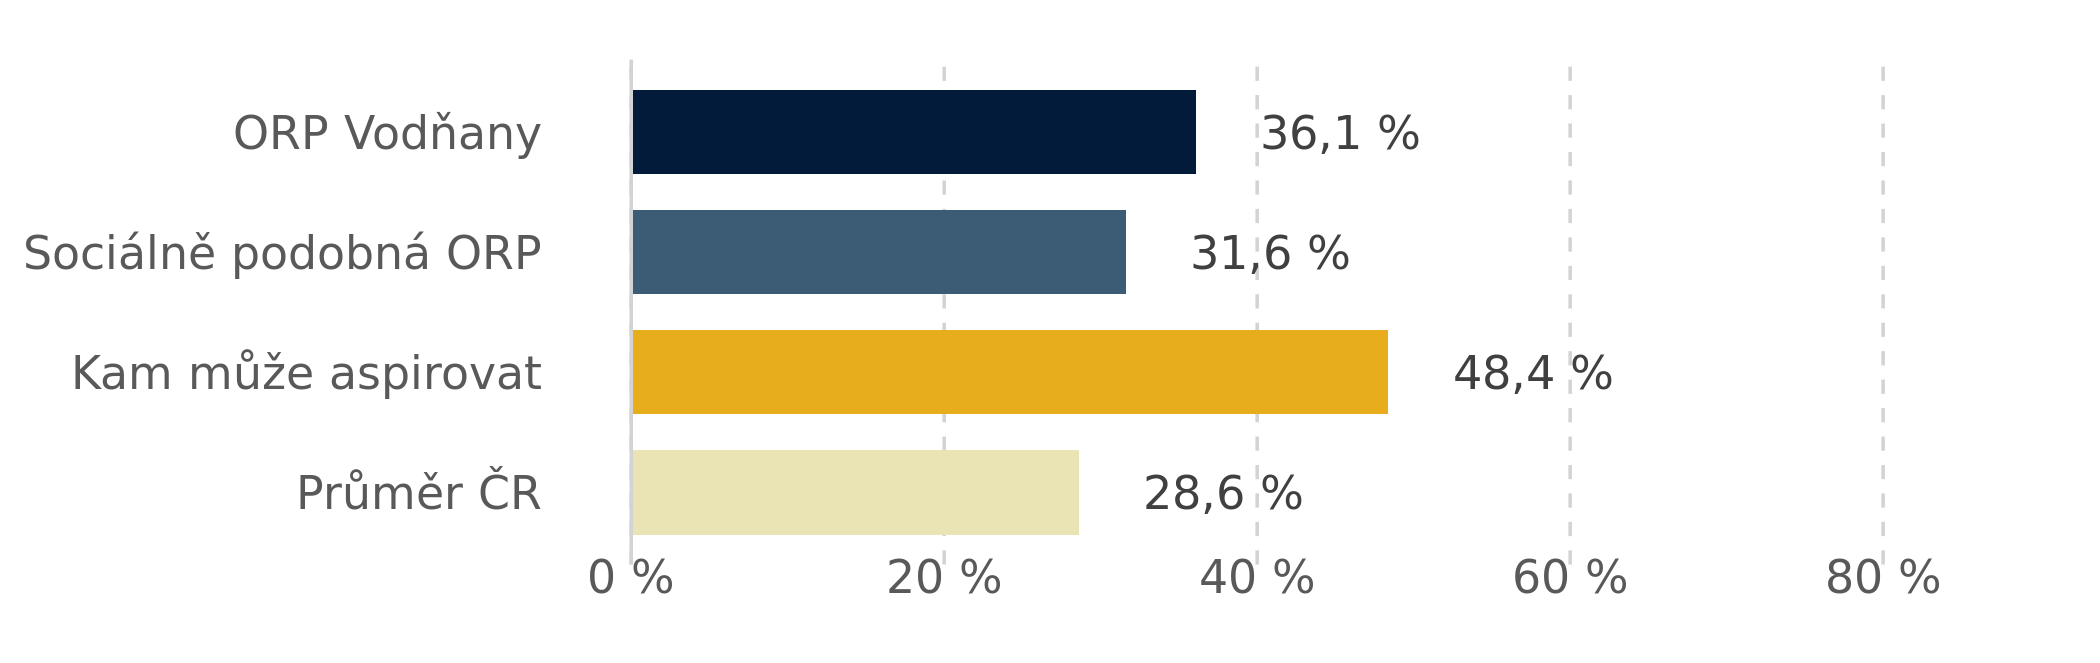 ORP Vodňany 36,1 %
Sociálně podobná ORP 31,6 %
Kam může aspirovat 48,4 %
Průměr ČR 28,6 %
0 % 20 % 40 % 60 % 80 %